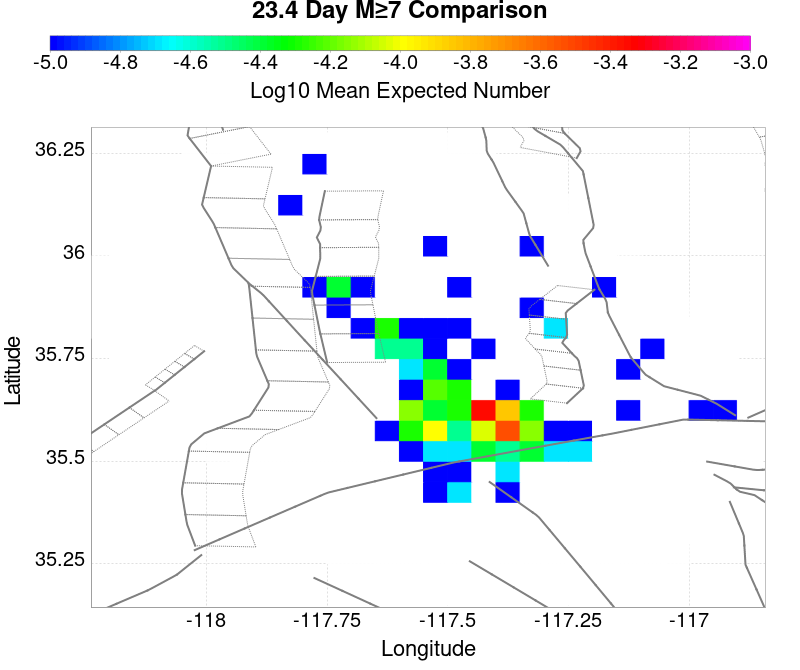 23.4 Day M≥7 Comparison
-5.0 -4.8 -4.6 -4.4 -4.2 -4.0 -3.8 -3.6 -3.4 -3.2 -3.0
Log10 Mean Expected Number
36.25
36
35.75
35.5
35.25
Latitude
-118 -117.75 -117.5 -117.25 -117
Longitude